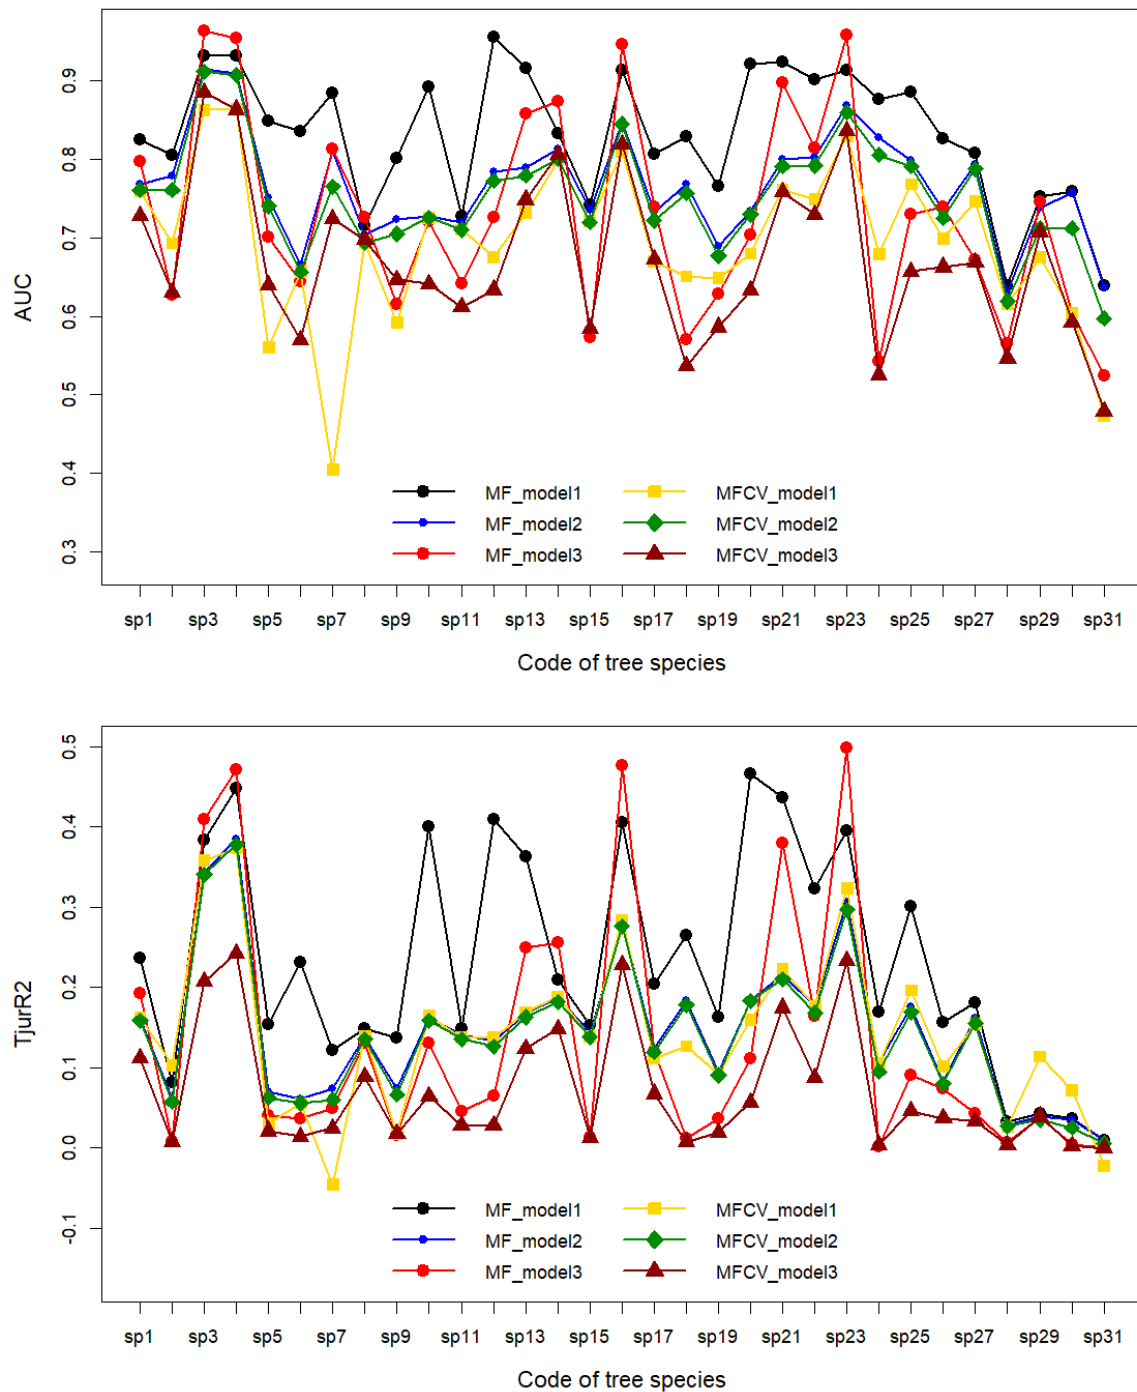 AUC
0.9
0.8
0.7
0.6
0.5
0.4
0.3
MF_model1 MFCV_model1
MF_model2 MFCV_model2
MF_model3 MFCV_model3
sp1 sp3 sp5 sp7 sp9 sp11 sp13 sp15 sp17 sp19 sp21 sp23 sp25 sp27 sp29 sp31
Code of tree species
TjurR2
0.5
0.4
0.3
0.2
0.1
0.0
-0.1
MF_model1 MFCV_model1
MF_model2 MFCV_model2
MF_model3 MFCV_model3
sp1 sp3 sp5 sp7 sp9 sp11 sp13 sp15 sp17 sp19 sp21 sp23 sp25 sp27 sp29 sp31
Code of tree species